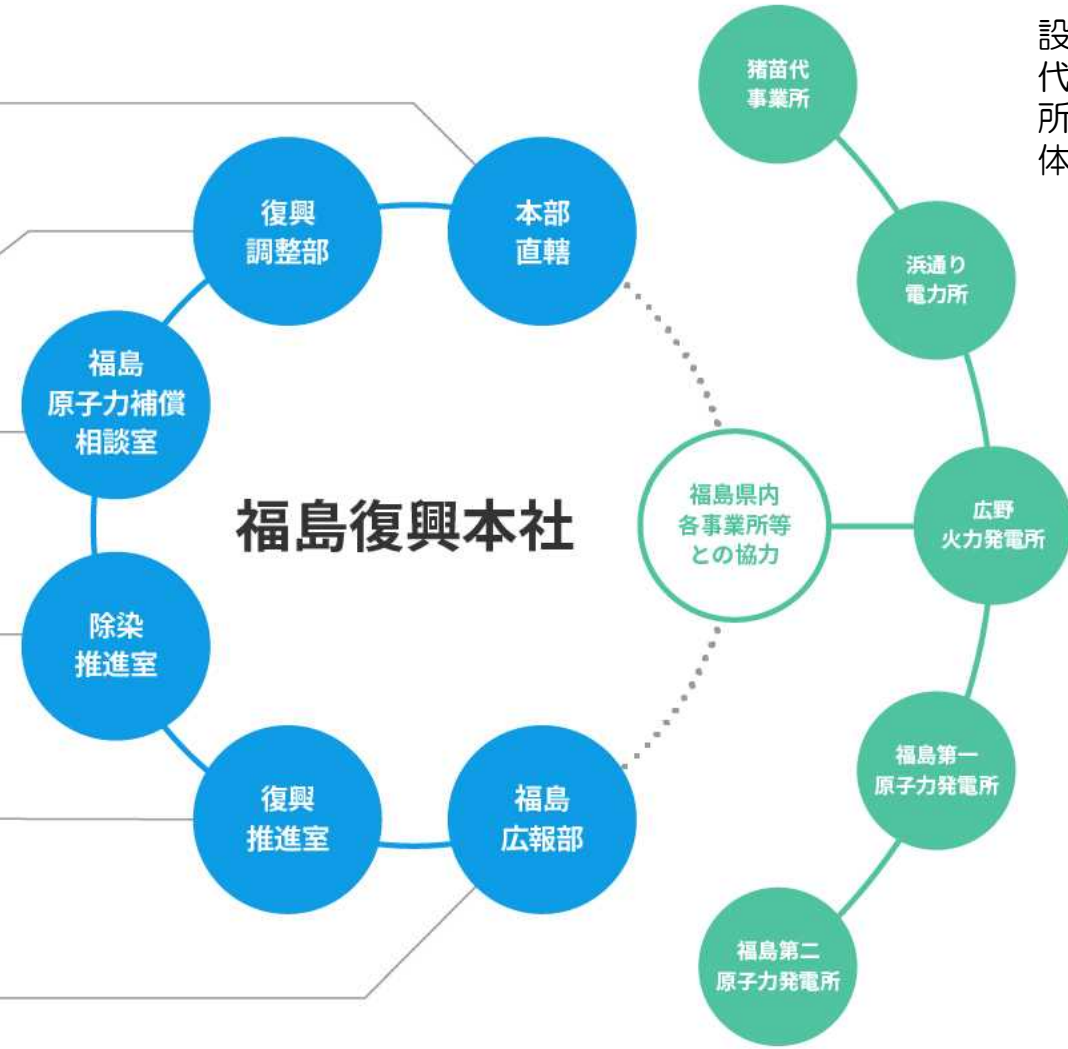 設
代
所
体
猪苗代
事業所
復興
調整部
本部
直轄
浜通り
電力所
福島
原子力補償
相談室
福島復興本社
福島県内
各事業所等
との協力
広野
火力発電所
除染
推進室
復興
推進室
福島
広報部
福島第一
原子力発電所
福島第二
原子力発電所